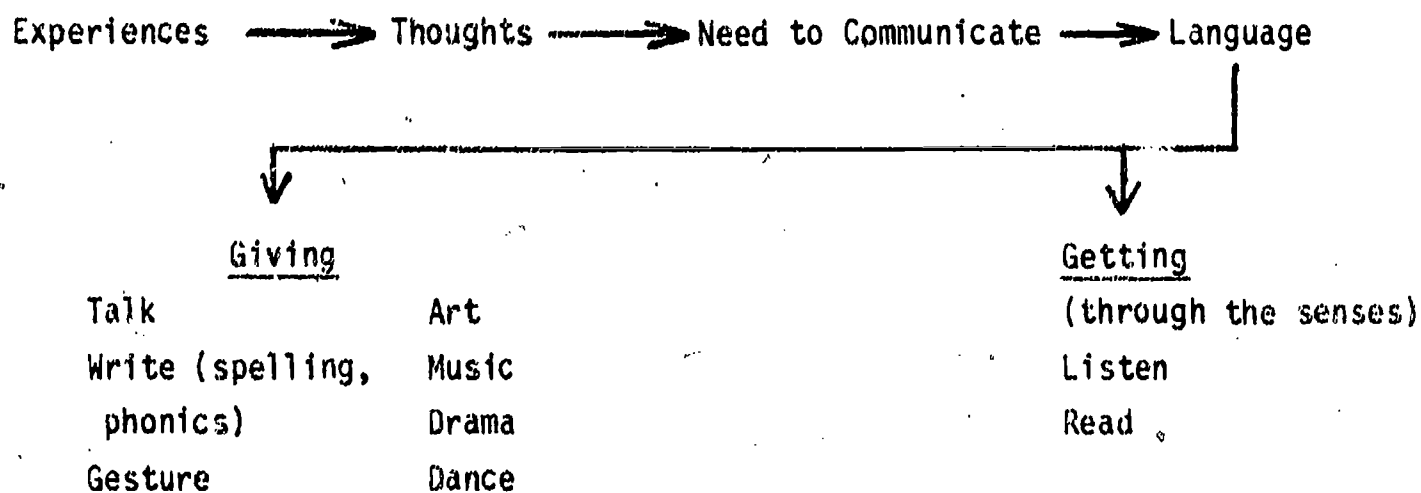 Experiences Thoughts Need to Communicate Language
Giving
Talk
Write (spelling,
phonics)
Gesture
Art
Music
Drama
Dance
Getting
(through the senses)
Listen
Read